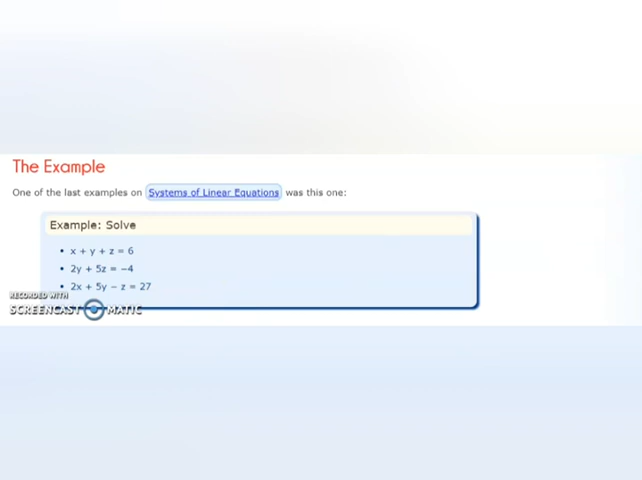 The Example
One of the last examples on Systems of Linear Equations was this one:
Example: Solve
• x + y + z = 6
• 2y + 5z = −4
• 2x + 5y − z = 27
RECORDED WITH
SCREENCAST MATIC